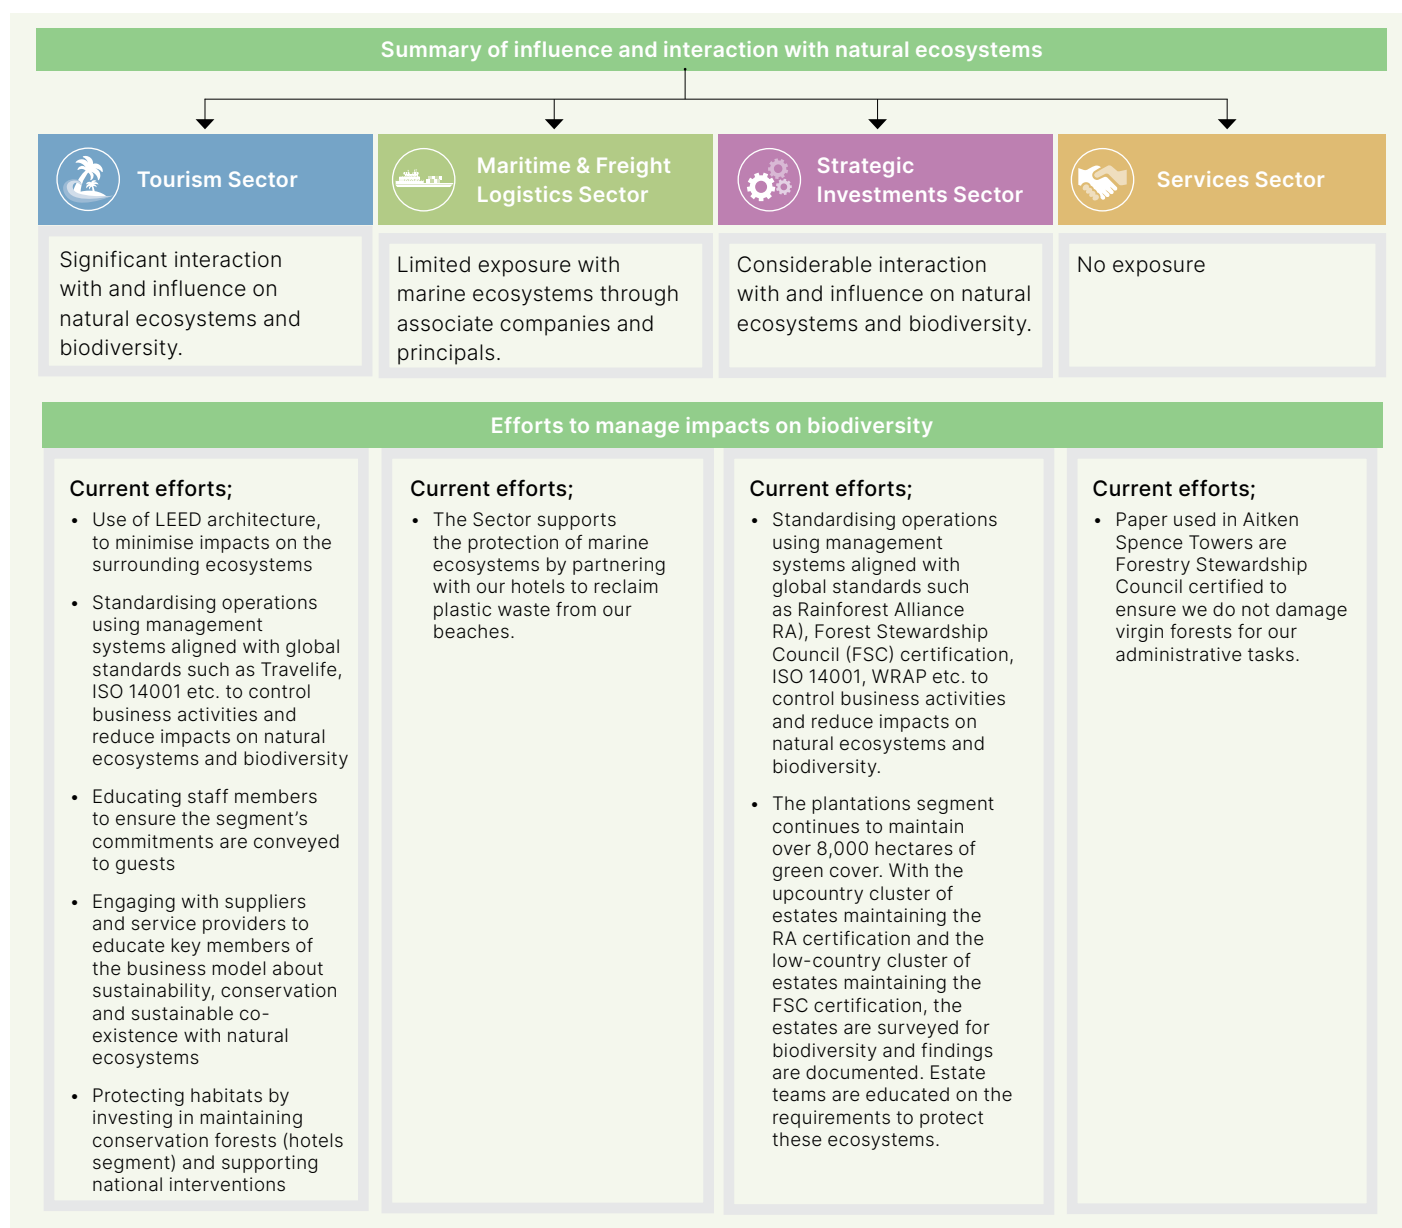 Summary of influence and interaction with natural ecosystems
Tourism Sector
Maritime & Freight
Logistics Sector
Strategic
Investments Sector
Services Sector
Significant interaction
with and influence on
natural ecosystems and
biodiversity.
Limited exposure with
marine ecosystems through
associate companies and
principals.
Considerable interaction
with and influence on natural
ecosystems and biodiversity.
No exposure
Efforts to manage impacts on biodiversity
Current efforts;
• Use of LEED architecture,
to minimise impacts on the
surrounding ecosystems
• Standardising operations
using management
systems aligned with global
standards such as Travelife,
ISO 14001 etc. to control
business activities and
reduce impacts on natural
ecosystems and biodiversity
• Educating staff members
to ensure the segment's
commitments are conveyed
to guests
• Engaging with suppliers
and service providers to
educate key members of
the business model about
sustainability, conservation
and sustainable co-
existence with natural
ecosystems
• Protecting habitats by
investing in maintaining
conservation forests (hotels
segment) and supporting
national interventions
Current efforts;
• The Sector supports
the protection of marine
ecosystems by partnering
with our hotels to reclaim
plastic waste from our
beaches.
Current efforts;
• Standardising operations
using management
systems aligned with
global standards such
as Rainforest Alliance
RA), Forest Stewardship
Council (FSC) certification,
ISO 14001, WRAP etc. to
control business activities
and reduce impacts on
natural ecosystems and
biodiversity.
• The plantations segment
continues to maintain
over 8,000 hectares of
green cover. With the
upcountry cluster of
estates maintaining the
RA certification and the
low-country cluster of
estates maintaining the
FSC certification, the
estates are surveyed for
biodiversity and findings
are documented. Estate
teams are educated on the
requirements to protect
these ecosystems.
Current efforts;
• Paper used in Aitken
Spence Towers are
Forestry Stewardship
Council certified to
ensure we do not damage
virgin forests for our
administrative tasks.